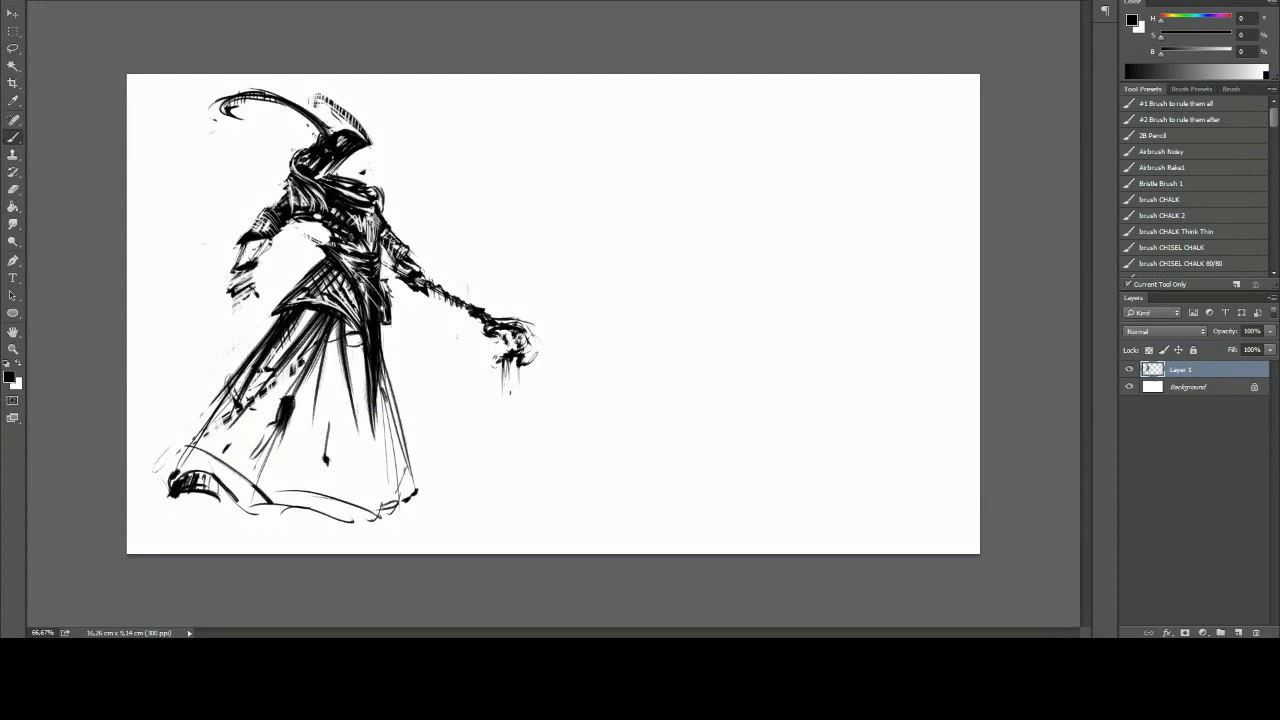 Color
H 0 °
S 0 %
B 0 %
Tool Presets Brush Presets Brush
#1 Brush to rule them all
#2 Brush to rule them after
2B Pencil
Airbrush Noisy
Airbrush Rake1
Bristle Brush 1
brush CHALK
brush CHALK 2
brush CHALK Think Thin
brush CHISEL CHALK
brush CHISEL CHALK 80/80
Current Tool Only
Layers
Kind
Normal Opacity: 100%
Lock: Fill: 100%
Layer 1
Background
66.67% 16,26 cm x 9,14 cm (300 ppi)